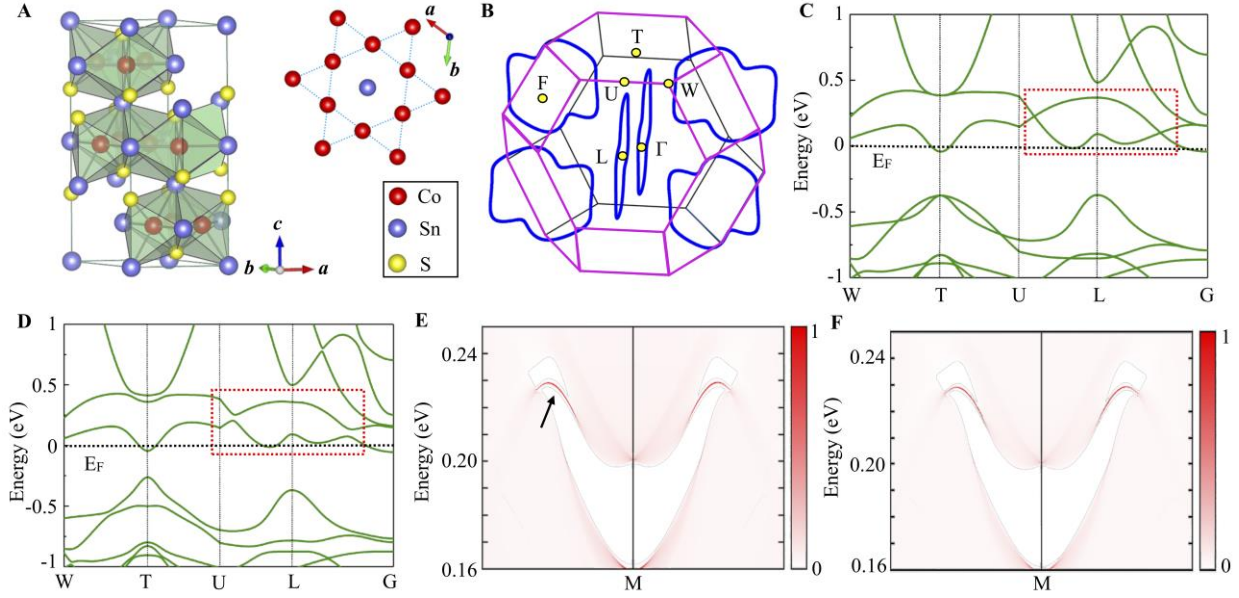 A
a
b
Co
Sn
S
c
b
a
B
T
F
U
W
L
Γ
C
Energy (eV)
1
0.5
0
-0.5
-1
E_F
W
T
U
L
G
D
Energy (eV)
1
0.5
0
-0.5
-1
E_F
W
T
U
L
G
E
Energy (eV)
0.24
0.20
0.16
M
1
0
F
Energy (eV)
0.24
0.20
0.16
M
1
0